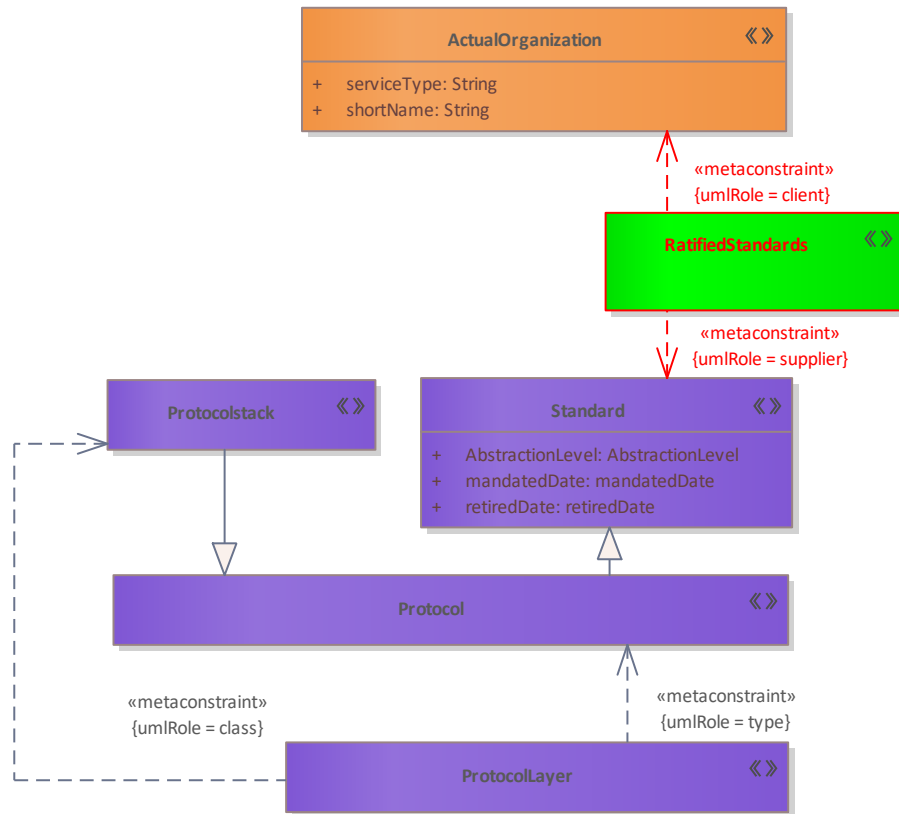 ActualOrganization
«»
+ serviceType: String
+ shortName: String
«metaconstraint»
{umlRole = client}
RatifiedStandards
«»
«metaconstraint»
{umlRole = supplier}
Protocolstack
«»
Standard
«»
+ AbstractionLevel: AbstractionLevel
+ mandatedDate: mandatedDate
+ retiredDate: retiredDate
Protocol
«»
«metaconstraint»
{umlRole = class}
«metaconstraint»
{umlRole = type}
ProtocolLayer
«»